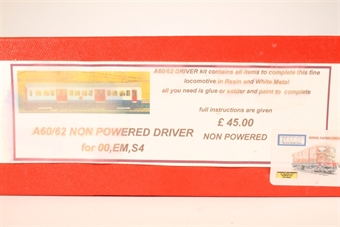 A60/62 DRIVER kit contains all items to complete this fine
locomotive in Resin and White Metal
all you need is glue or solder and paint to complete
full instructions are given
£ 45.00
A60/62 NON POWERED DRIVER
NON POWERED
for 00,EM,S4